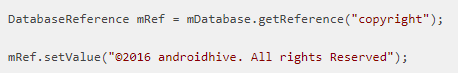 DatabaseReference mRef = mDatabase.getReference("copyright");
mRef.setValue("©2016 androidhive. All rights Reserved");